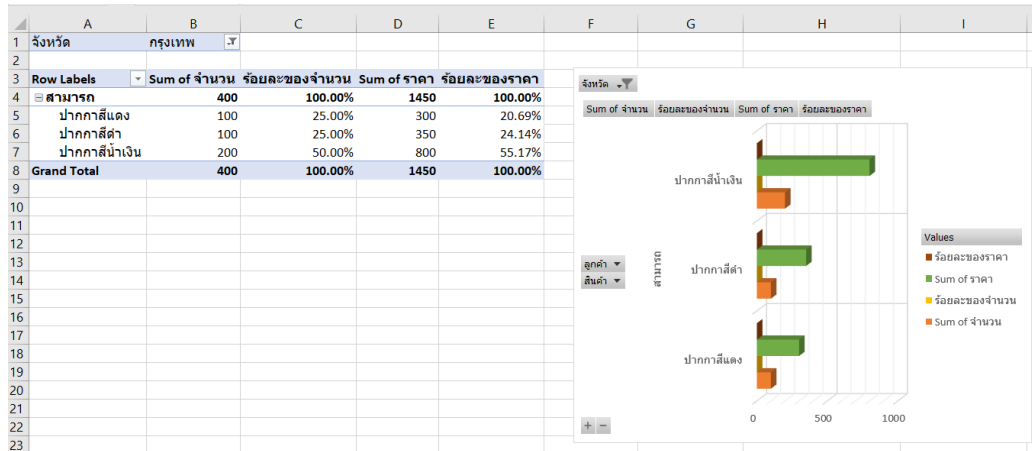 A B C D E F G H I
1 จังหวัด กรุงเทพ
2
3 Row Labels Sum of จำนวน ร้อยละของจำนวน Sum of ราคา ร้อยละของราคา
4 สามารถ 400 100.00% 1450 100.00%
5 ปากกาสีแดง 100 25.00% 300 20.69%
6 ปากกาสีดำ 100 25.00% 350 24.14%
7 ปากกาสีน้ำเงิน 200 50.00% 800 55.17%
8 Grand Total 400 100.00% 1450 100.00%
9
10
11
12
13
14
15
16
17
18
19
20
21
22
23
จังหวัด
Sum of จำนวน ร้อยละของจำนวน Sum of ราคา ร้อยละของราคา
ลูกค้า
สินค้า
สามารถ
ปากกาสีน้ำเงิน
ปากกาสีดำ
ปากกาสีแดง
0 500 1000
Values
ร้อยละของราคา
Sum of ราคา
ร้อยละของจำนวน
Sum of จำนวน
+ −